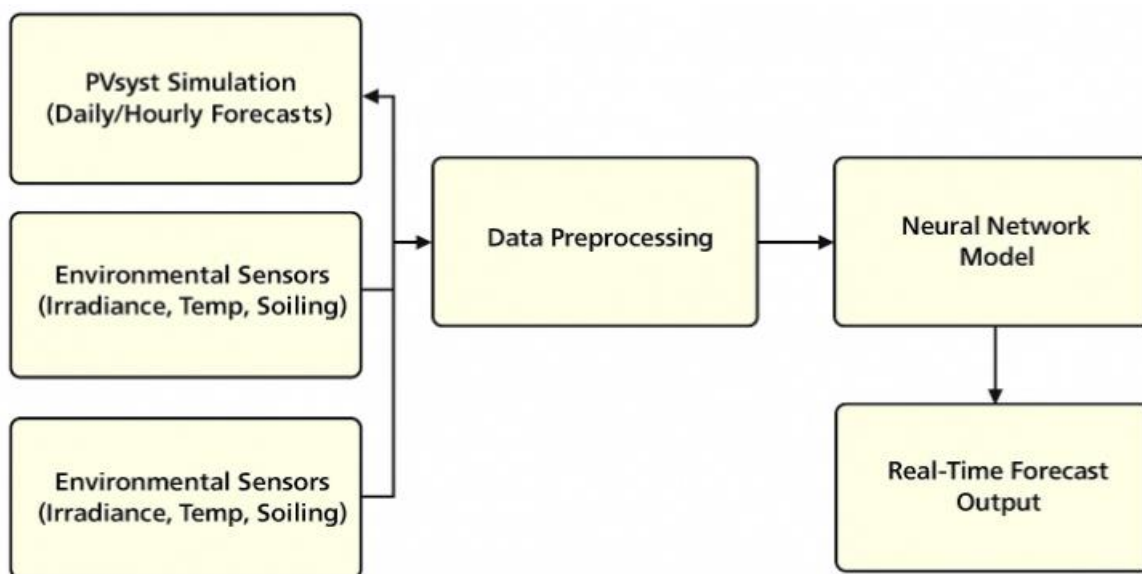 PVsyst Simulation
(Daily/Hourly Forecasts)
Environmental Sensors
(Irradiance, Temp, Soiling)
Environmental Sensors
(Irradiance, Temp, Soiling)
Data Preprocessing
Neural Network
Model
Real-Time Forecast
Output